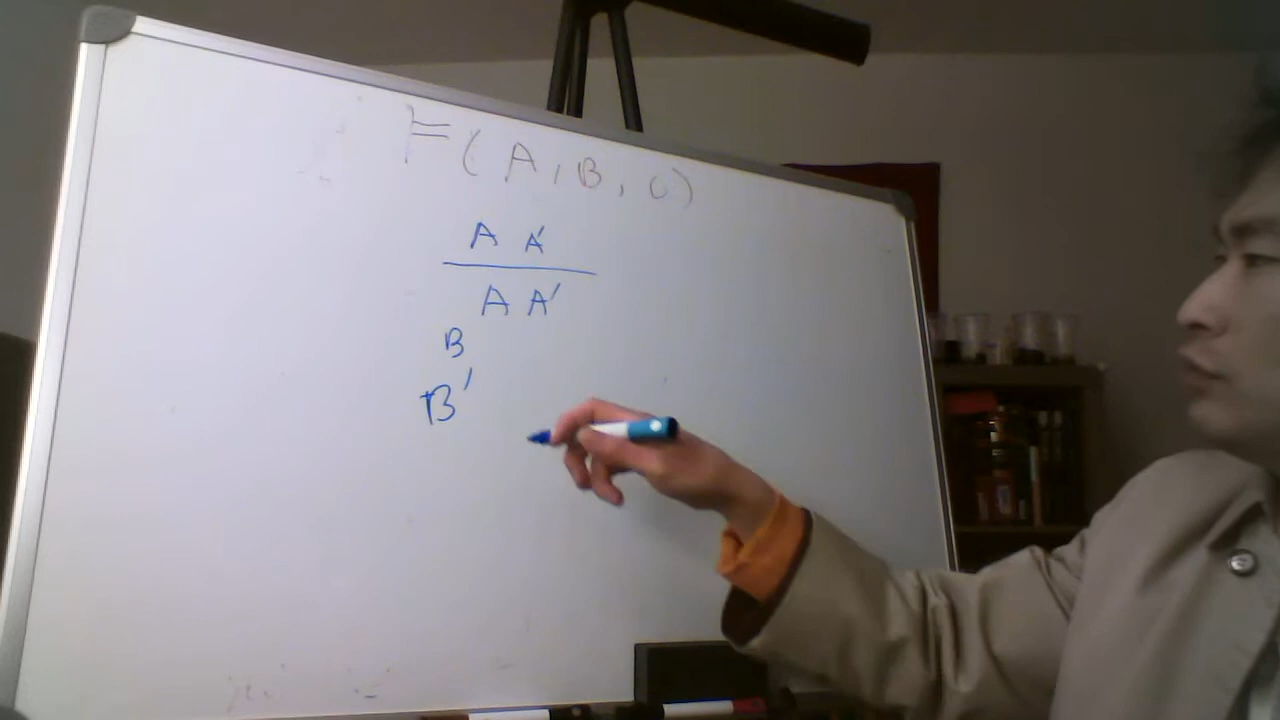 F(A,B,C)
A A'
A A'
B
B'